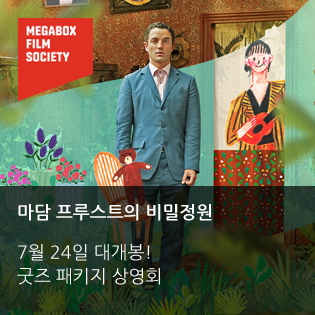 MEGABOX
FILM
SOCIETY
마담 프루스트의 비밀정원
7월 24일 대개봉!
굿즈 패키지 상영회